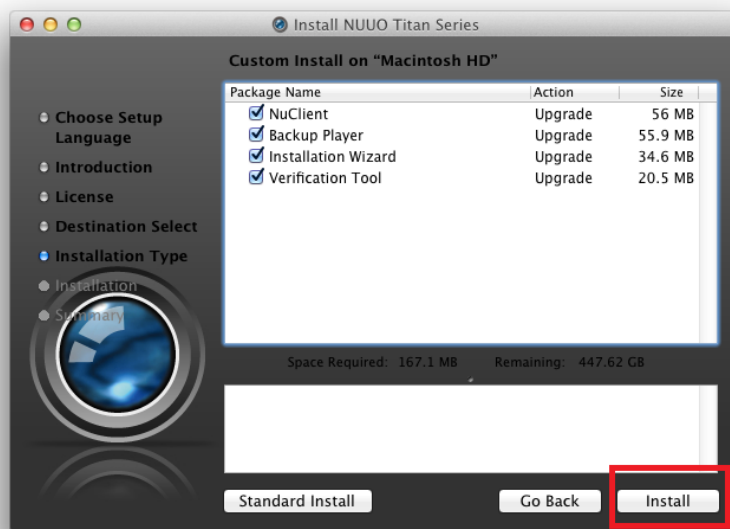 Install NUUO Titan Series
Custom Install on “Macintosh HD”
Choose Setup
Language
Introduction
License
Destination Select
Installation Type
Installation
Summary
Package Name Action Size
NuClient Upgrade 56 MB
Backup Player Upgrade 55.9 MB
Installation Wizard Upgrade 34.6 MB
Verification Tool Upgrade 20.5 MB
Space Required: 167.1 MB Remaining: 447.62 GB
Standard Install Go Back Install